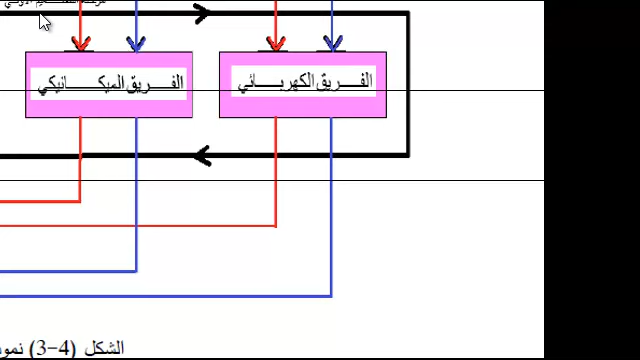 الفريق الكهربائي
الفريق الميكانيكي
الشكل (4-3)